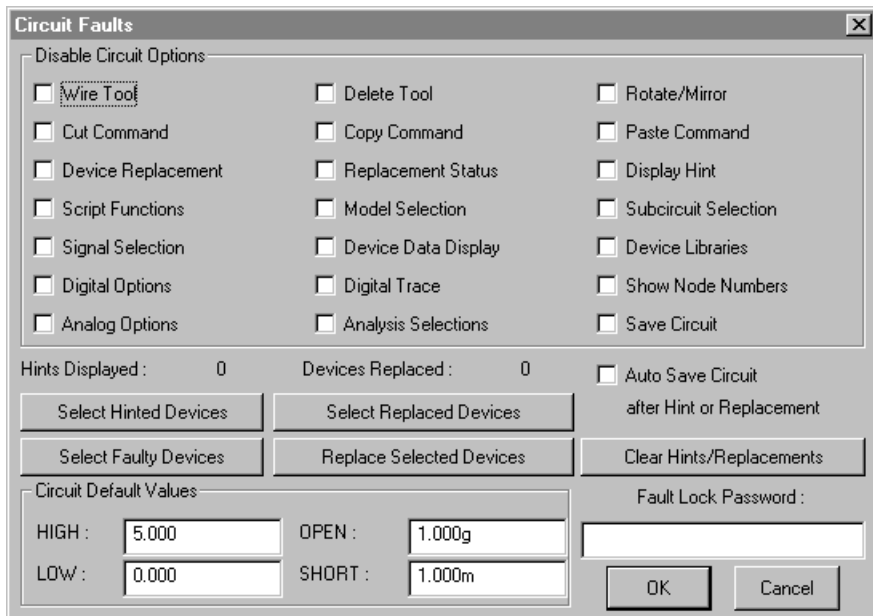 Circuit Faults
Disable Circuit Options
Wire Tool Delete Tool Rotate/Mirror
Cut Command Copy Command Paste Command
Device Replacement Replacement Status Display Hint
Script Functions Model Selection Subcircuit Selection
Signal Selection Device Data Display Device Libraries
Digital Options Digital Trace Show Node Numbers
Analog Options Analysis Selections Save Circuit
Hints Displayed : 0 Devices Replaced : 0 Auto Save Circuit
after Hint or Replacement
Select Hinted Devices Select Replaced Devices
Select Faulty Devices Replace Selected Devices Clear Hints/Replacements
Circuit Default Values
Fault Lock Password :
HIGH : 5.000 OPEN : 1.000g
LOW : 0.000 SHORT : 1.000m
OK Cancel